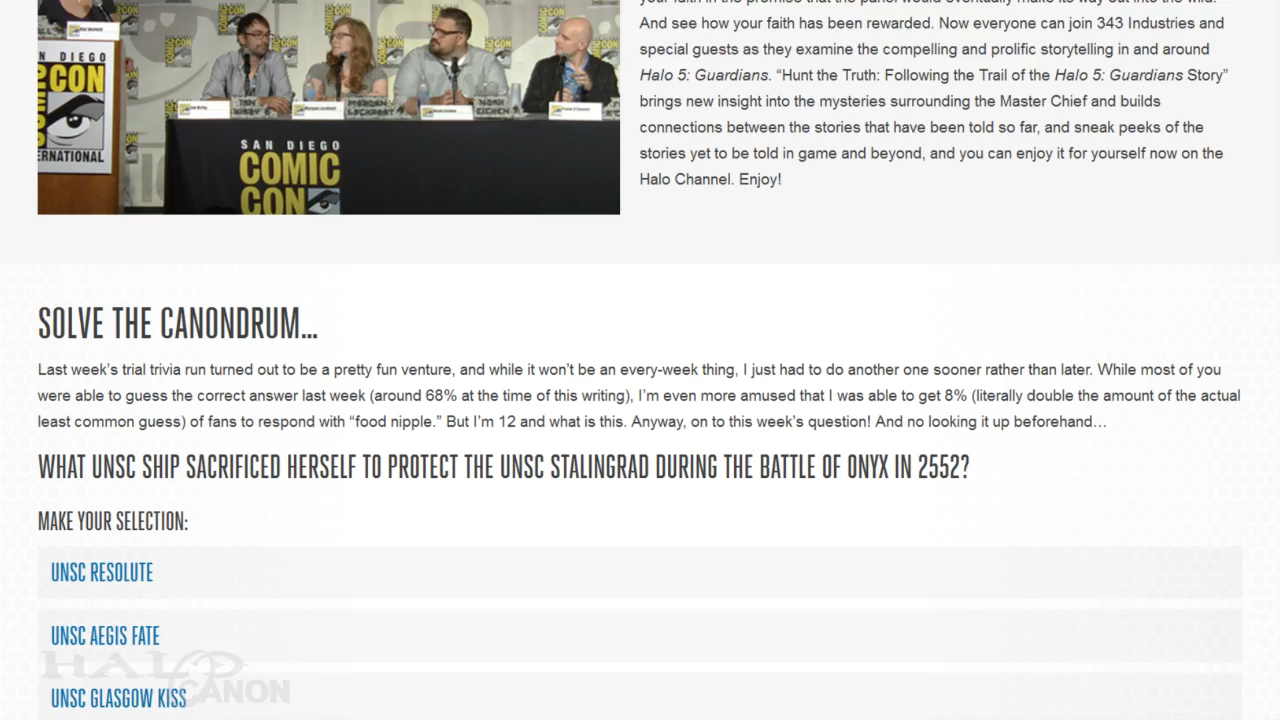 your faith in the promise that the panel would eventually make its way out into the wild.
And see how your faith has been rewarded. Now everyone can join 343 Industries and
special guests as they examine the compelling and prolific storytelling in and around
Halo 5: Guardians. “Hunt the Truth: Following the Trail of the Halo 5: Guardians Story”
brings new insight into the mysteries surrounding the Master Chief and builds
connections between the stories that have been told so far, and sneak peeks of the
stories yet to be told in game and beyond, and you can enjoy it for yourself now on the
Halo Channel. Enjoy!
SAN DIEGO
COMIC
CON
ERNATIONAL
SAN DIEGO
COMIC
CON
SOLVE THE CANONDRUM…
Last week’s trial trivia run turned out to be a pretty fun venture, and while it won’t be an every-week thing, I just had to do another one sooner rather than later. While most of you
were able to guess the correct answer last week (around 68% at the time of this writing), I’m even more amused that I was able to get 8% (literally double the amount of the actual
least common guess) of fans to respond with “food nipple.” But I’m 12 and what is this. Anyway, on to this week’s question! And no looking it up beforehand…
WHAT UNSC SHIP SACRIFICED HERSELF TO PROTECT THE UNSC STALINGRAD DURING THE BATTLE OF ONYX IN 2552?
MAKE YOUR SELECTION:
UNSC RESOLUTE
UNSC AEGIS FATE
HALO
CANON
UNSC GLASGOW KISS